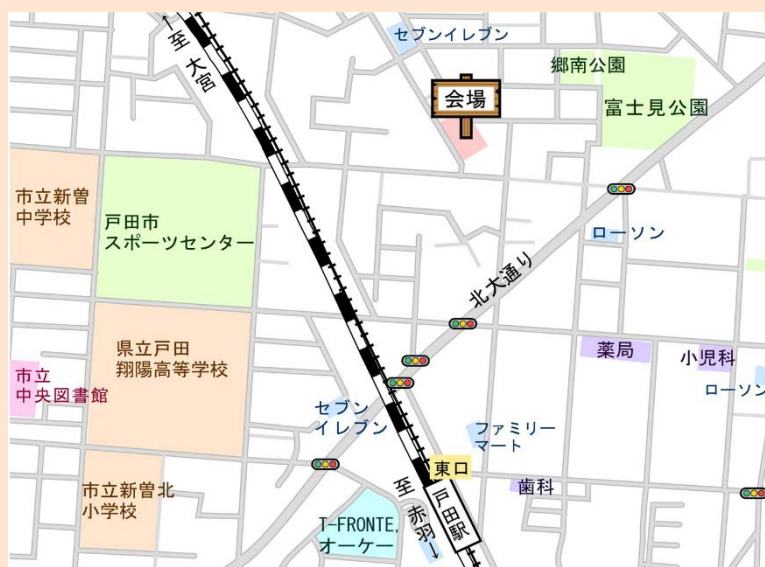 ←至 大宮
セブンイレブン
郷南公園
会場
富士見公園
市立新曽
中学校
戸田市
スポーツセンター
ローソン
北大通り
県立戸田
翔陽高等学校
薬局
小児科
市立
中央図書館
ローソン
セブン
イレブン
ファミリー
マート
東口
市立新曽北
小学校
歯科
至 赤羽→
戸田駅
T-FRONTE,
オーケー